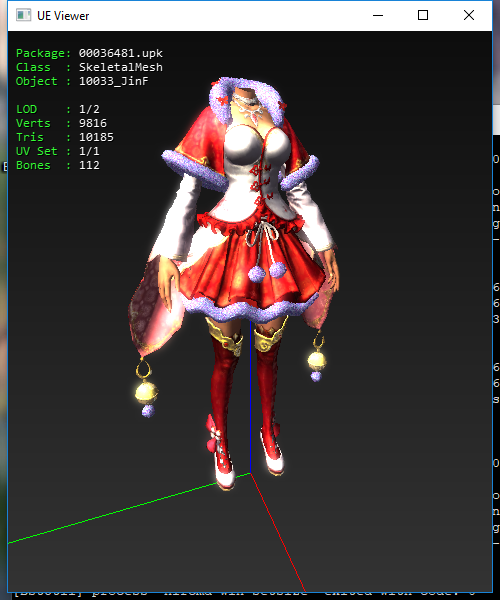 UE Viewer
Package: 00036481.upk
Class : SkeletalMesh
Object : 10033_JinF
LOD : 1/2
Verts : 9816
Tris : 10185
UV Set : 1/1
Bones : 112